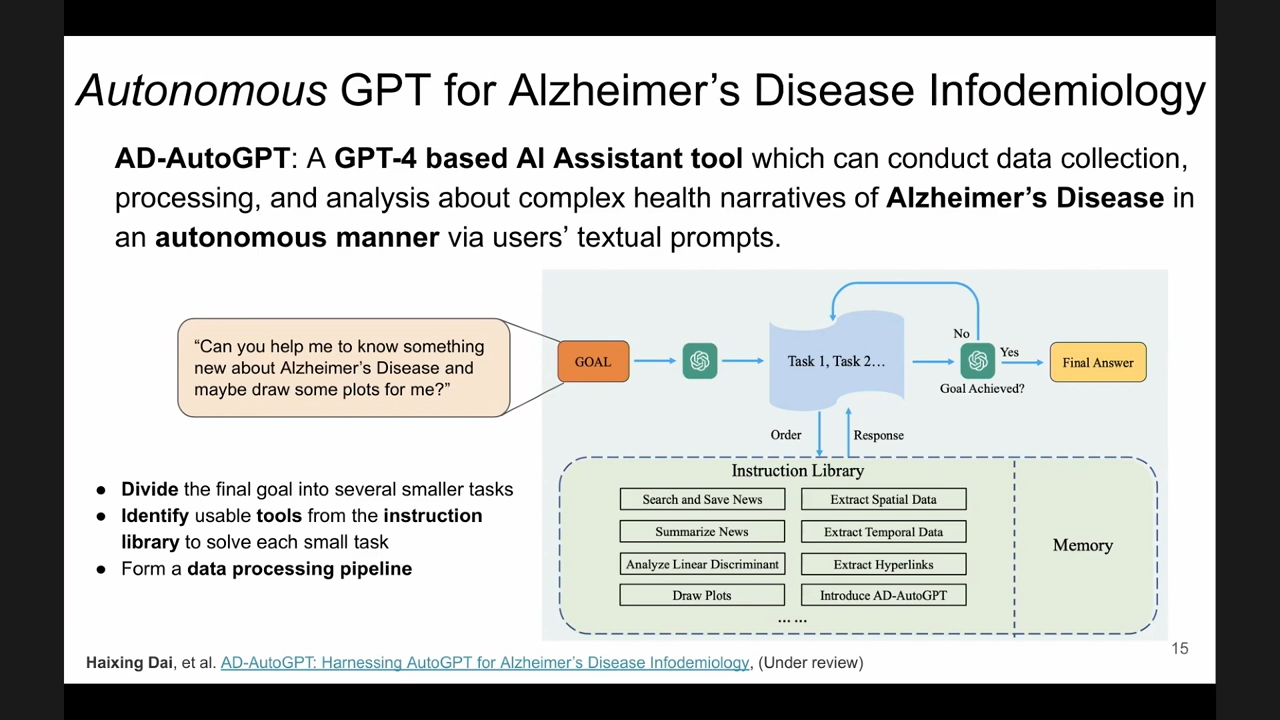 Autonomous GPT for Alzheimer’s Disease Infodemiology
AD-AutoGPT: A GPT-4 based AI Assistant tool which can conduct data collection,
processing, and analysis about complex health narratives of Alzheimer’s Disease in
an autonomous manner via users’ textual prompts.
“Can you help me to know something
new about Alzheimer’s Disease and
maybe draw some plots for me?”
GOAL
Task 1, Task 2…
No
Yes
Goal Achieved?
Final Answer
Order
Response
Instruction Library
Search and Save News
Extract Spatial Data
Summarize News
Extract Temporal Data
Analyze Linear Discriminant
Extract Hyperlinks
Draw Plots
Introduce AD-AutoGPT
... ...
Memory
● Divide the final goal into several smaller tasks
● Identify usable tools from the instruction
library to solve each small task
● Form a data processing pipeline
Haixing Dai, et al. AD-AutoGPT: Harnessing AutoGPT for Alzheimer’s Disease Infodemiology, (Under review)
15